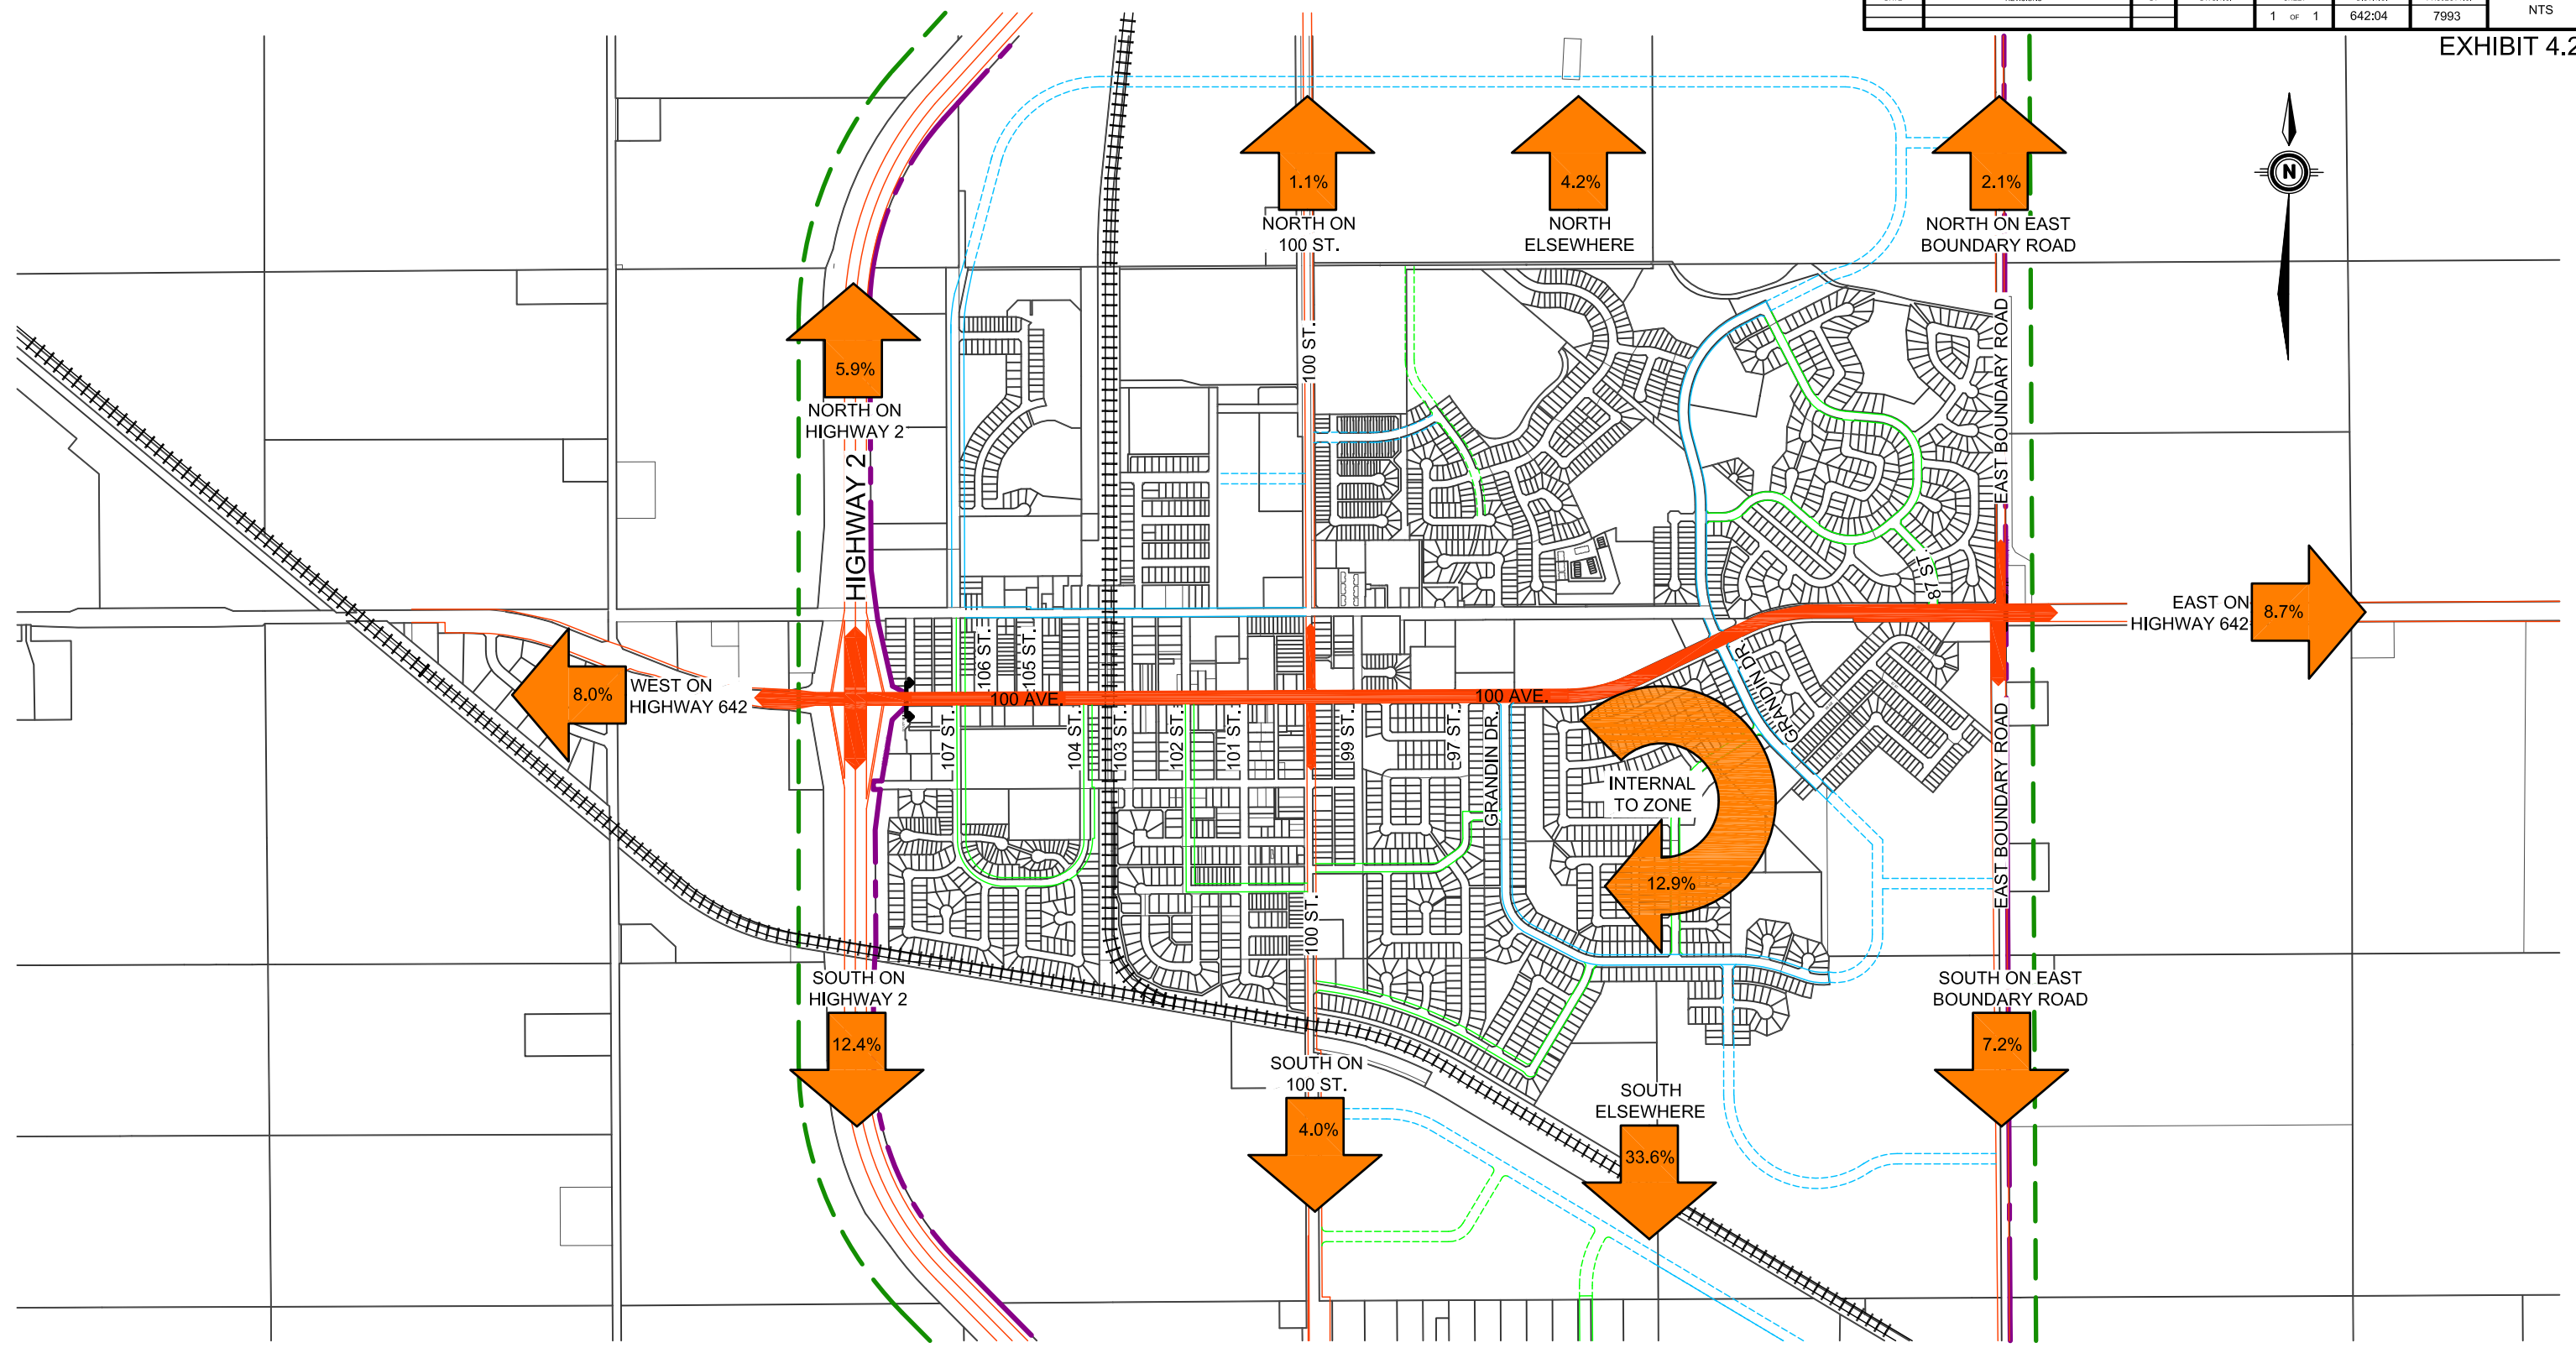 1 OF 1
642:04
7993
NTS
EXHIBIT 4.2
1.1%
NORTH ON
100 ST.
4.2%
NORTH
ELSEWHERE
2.1%
NORTH ON EAST
BOUNDARY ROAD
N
5.9%
NORTH ON
HIGHWAY 2
HIGHWAY 2
100 ST.
EAST BOUNDARY ROAD
87 ST.
EAST ON
HIGHWAY 642
8.7%
8.0%
WEST ON
HIGHWAY 642
106 ST.
105 ST.
100 AVE.
100 AVE.
107 ST.
104 ST.
103 ST.
102 ST.
101 ST.
99 ST.
97 ST.
GRANDIN DR.
GRANDIN DR.
INTERNAL
TO ZONE
12.9%
EAST BOUNDARY ROAD
100 ST.
SOUTH ON
HIGHWAY 2
12.4%
SOUTH ON
100 ST.
4.0%
SOUTH
ELSEWHERE
33.6%
SOUTH ON EAST
BOUNDARY ROAD
7.2%